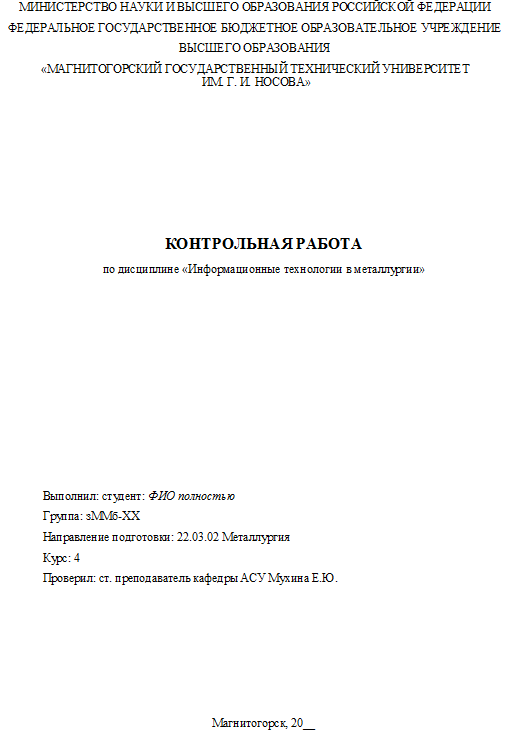 МИНИСТЕРСТВО НАУКИ И ВЫСШЕГО ОБРАЗОВАНИЯ РОССИЙСКОЙ ФЕДЕРАЦИИ
ФЕДЕРАЛЬНОЕ ГОСУДАРСТВЕННОЕ БЮДЖЕТНОЕ ОБРАЗОВАТЕЛЬНОЕ УЧРЕЖДЕНИЕ
ВЫСШЕГО ОБРАЗОВАНИЯ
«МАГНИТОГОРСКИЙ ГОСУДАРСТВЕННЫЙ ТЕХНИЧЕСКИЙ УНИВЕРСИТЕТ
ИМ. Г. И. НОСОВА»
КОНТРОЛЬНАЯ РАБОТА
по дисциплине «Информационные технологии в металлургии»
Выполнил: студент: ФИО полностью
Группа: зММб-ХХ
Направление подготовки: 22.03.02 Металлургия
Курс: 4
Проверил: ст. преподаватель кафедры АСУ Мухина Е.Ю.
Магнитогорск, 20__